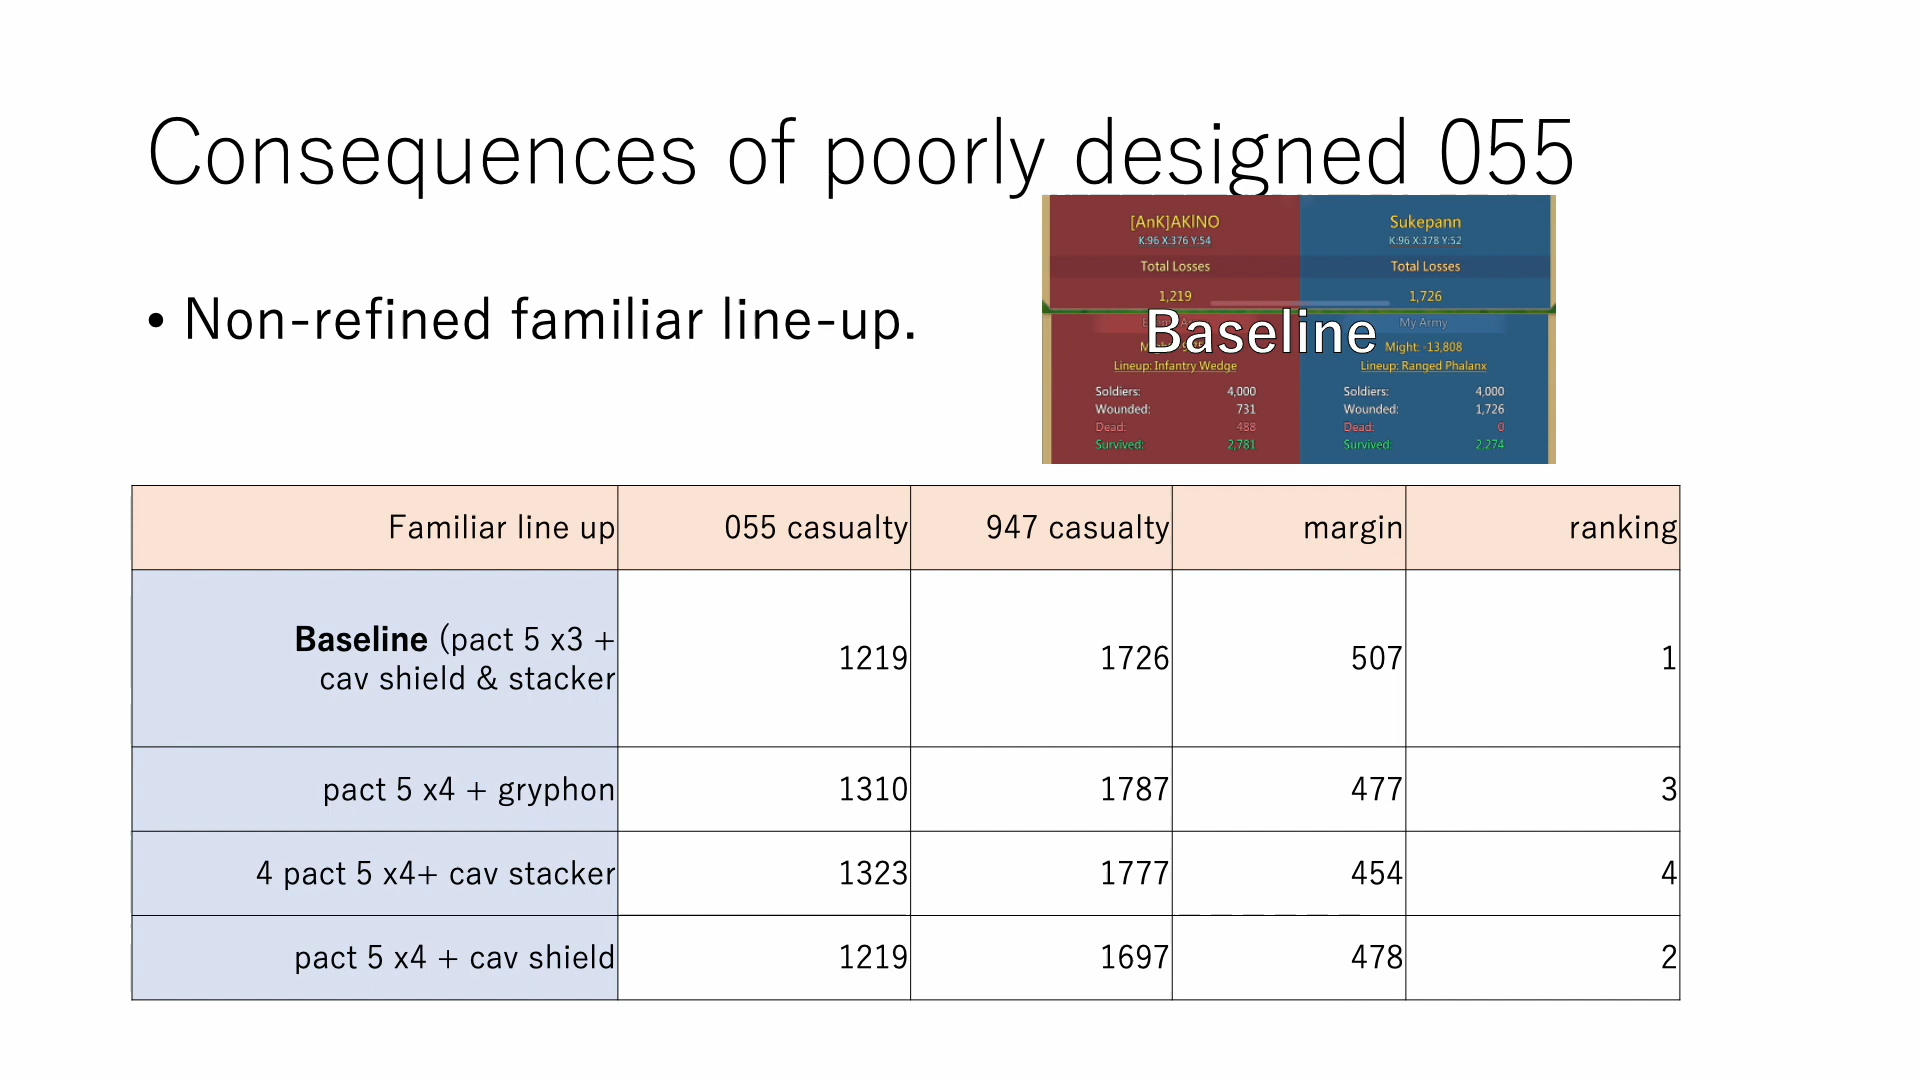 Consequences of poorly designed 055
• Non-refined familiar line-up.
[AnK]AKINO Sukepann
K:96 X:376 Y:54 K:96 X:378 Y:52
Total Losses Total Losses
1,219 1,726
Baseline
My Army
Might: -13,808
Lineup: Infantry Wedge Lineup: Ranged Phalanx
Soldiers: 4,000 Soldiers: 4,000
Wounded: 731 Wounded: 1,726
Dead: 488 Dead: 0
Survived: 2,781 Survived: 2,274
Familiar line up 055 casualty 947 casualty margin ranking
Baseline (pact 5 x3 +
cav shield & stacker 1219 1726 507 1
pact 5 x4 + gryphon 1310 1787 477 3
4 pact 5 x4+ cav stacker 1323 1777 454 4
pact 5 x4 + cav shield 1219 1697 478 2